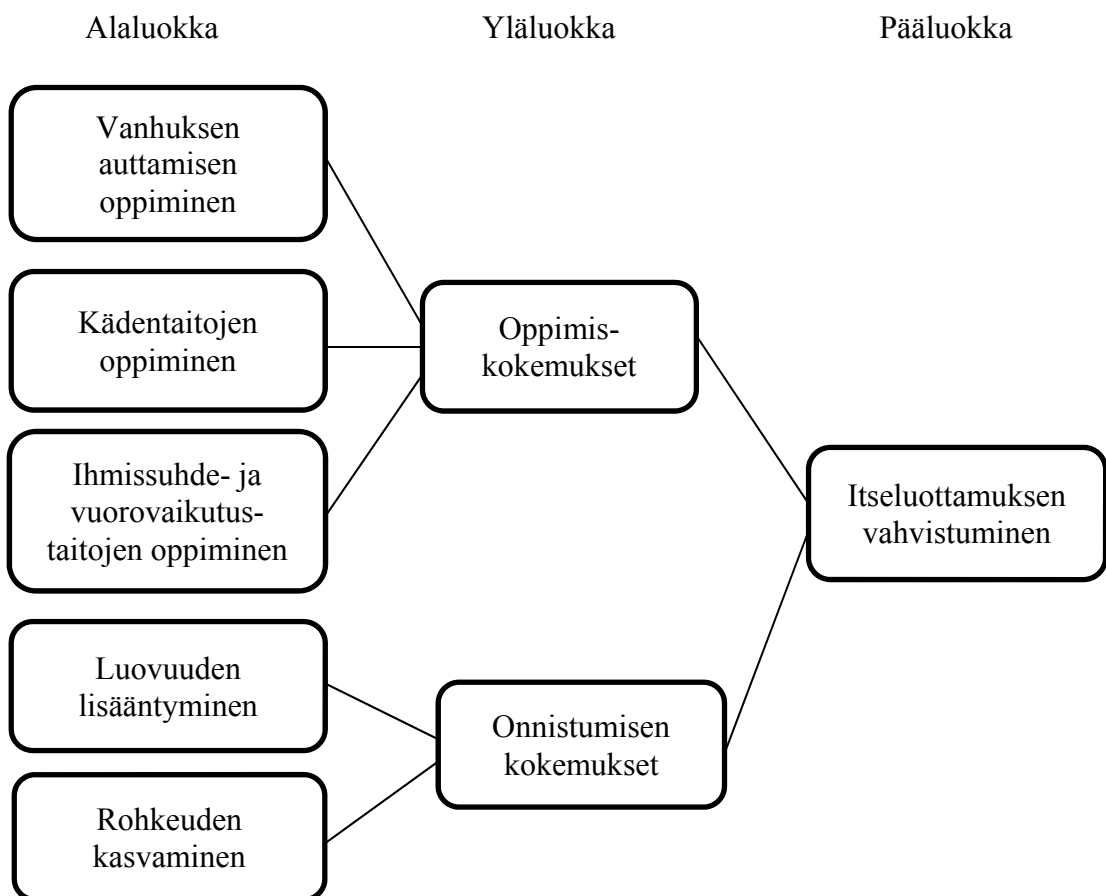 Alaluokka
Yläluokka
Pääluokka
Vanhuksen
auttamisen
oppiminen
Kädentaitojen
oppiminen
Ihmissuhde- ja
vuorovaikutus-
taitojen oppiminen
Luovuuden
lisääntyminen
Rohkeuden
kasvaminen
Oppimis-
kokemukset
Onnistumisen
kokemukset
Itseluottamuksen
vahvistuminen